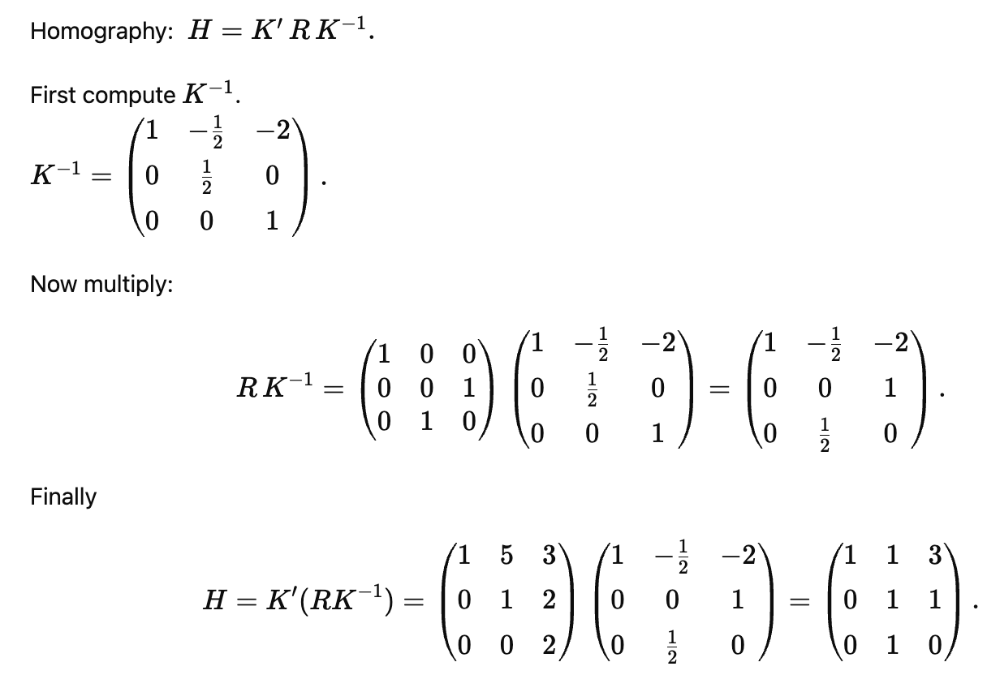 Homography: H = K′ R K⁻¹.
First compute K⁻¹.
K⁻¹ = \begin{pmatrix} 1 & -\frac{1}{2} & -2 \\ 0 & \frac{1}{2} & 0 \\ 0 & 0 & 1 \end{pmatrix}.
Now multiply:
R K⁻¹ = \begin{pmatrix} 1 & 0 & 0 \\ 0 & 0 & 1 \\ 0 & 1 & 0 \end{pmatrix} \begin{pmatrix} 1 & -\frac{1}{2} & -2 \\ 0 & \frac{1}{2} & 0 \\ 0 & 0 & 1 \end{pmatrix} = \begin{pmatrix} 1 & -\frac{1}{2} & -2 \\ 0 & 0 & 1 \\ 0 & \frac{1}{2} & 0 \end{pmatrix}.
Finally
H = K′(RK⁻¹) = \begin{pmatrix} 1 & 5 & 3 \\ 0 & 1 & 2 \\ 0 & 0 & 2 \end{pmatrix} \begin{pmatrix} 1 & -\frac{1}{2} & -2 \\ 0 & 0 & 1 \\ 0 & \frac{1}{2} & 0 \end{pmatrix} = \begin{pmatrix} 1 & 1 & 3 \\ 0 & 1 & 1 \\ 0 & 1 & 0 \end{pmatrix}.